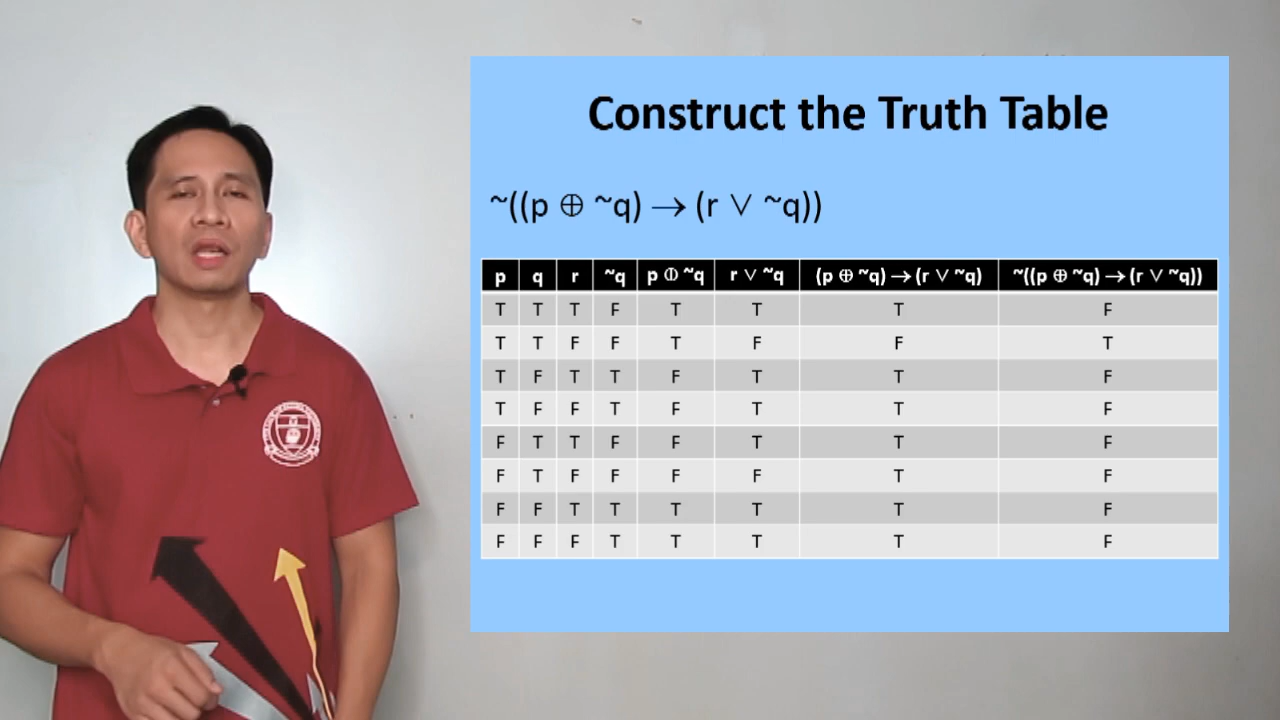 Construct the Truth Table
~((p ⊕ ~q) → (r ∨ ~q))
p q r ~q p ⊕ ~q r ∨ ~q (p ⊕ ~q) → (r ∨ ~q) ~((p ⊕ ~q) → (r ∨ ~q))
T T T F T T T F
T T F F T F F T
T F T T F T T F
T F F T F T T F
F T T F F T T F
F T F F F F T F
F F T T T T T F
F F F T T T T F